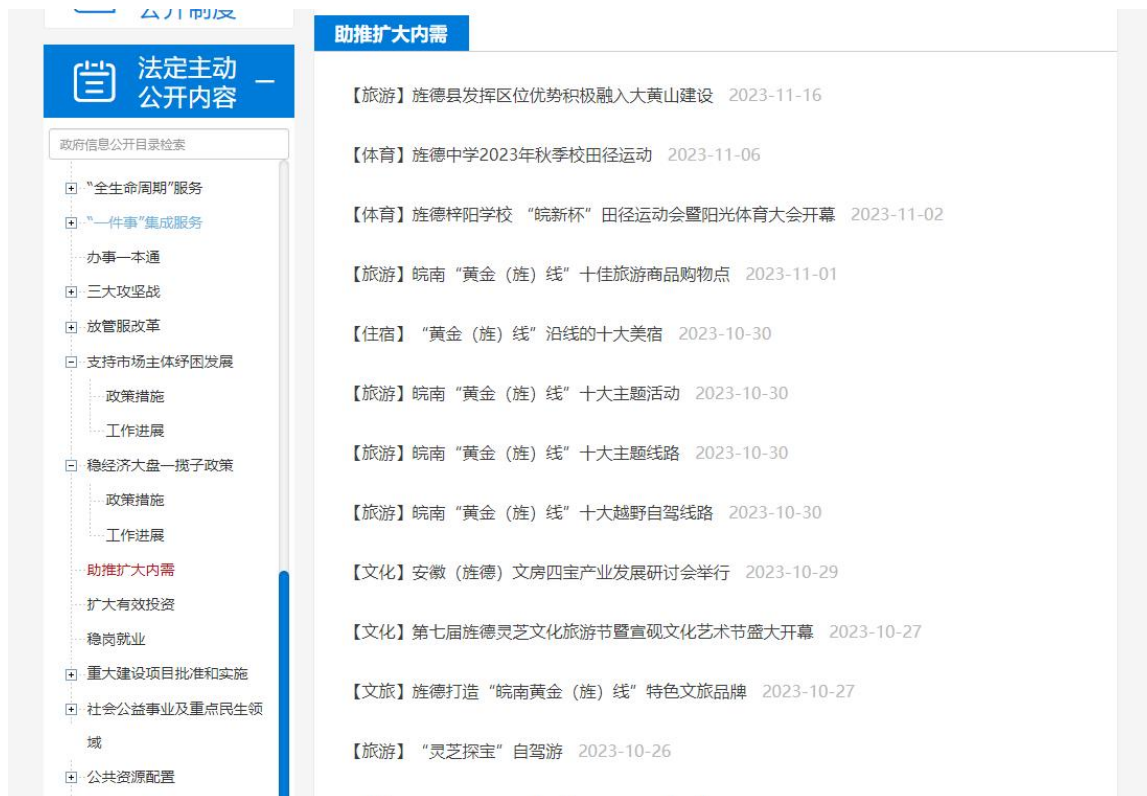 公开制度
法定主动
公开内容
政府信息公开目录检索
“全生命周期”服务
“一件事”集成服务
办事一本通
三大攻坚战
放管服改革
支持市场主体纾困发展
政策措施
工作进展
稳经济大盘一揽子政策
政策措施
工作进展
助推扩大内需
扩大有效投资
稳岗就业
重大建设项目批准和实施
社会公益事业及重点民生领
域
公共资源配置
助推扩大内需
【旅游】旌德县发挥区位优势积极融入大黄山建设 2023-11-16
【体育】旌德中学2023年秋季校田径运动 2023-11-06
【体育】旌德梓阳学校 “皖新杯” 田径运动会暨阳光体育大会开幕 2023-11-02
【旅游】皖南“黄金（旌）线”十佳旅游商品购物点 2023-11-01
【住宿】“黄金（旌）线”沿线的十大美宿 2023-10-30
【旅游】皖南“黄金（旌）线”十大主题活动 2023-10-30
【旅游】皖南“黄金（旌）线”十大主题线路 2023-10-30
【旅游】皖南“黄金（旌）线”十大越野自驾线路 2023-10-30
【文化】安徽（旌德）文房四宝产业发展研讨会举行 2023-10-29
【文化】第七届旌德灵芝文化旅游节暨宣砚文化艺术节盛大开幕 2023-10-27
【文旅】旌德打造“皖南黄金（旌）线”特色文旅品牌 2023-10-27
【旅游】“灵芝探宝”自驾游 2023-10-26